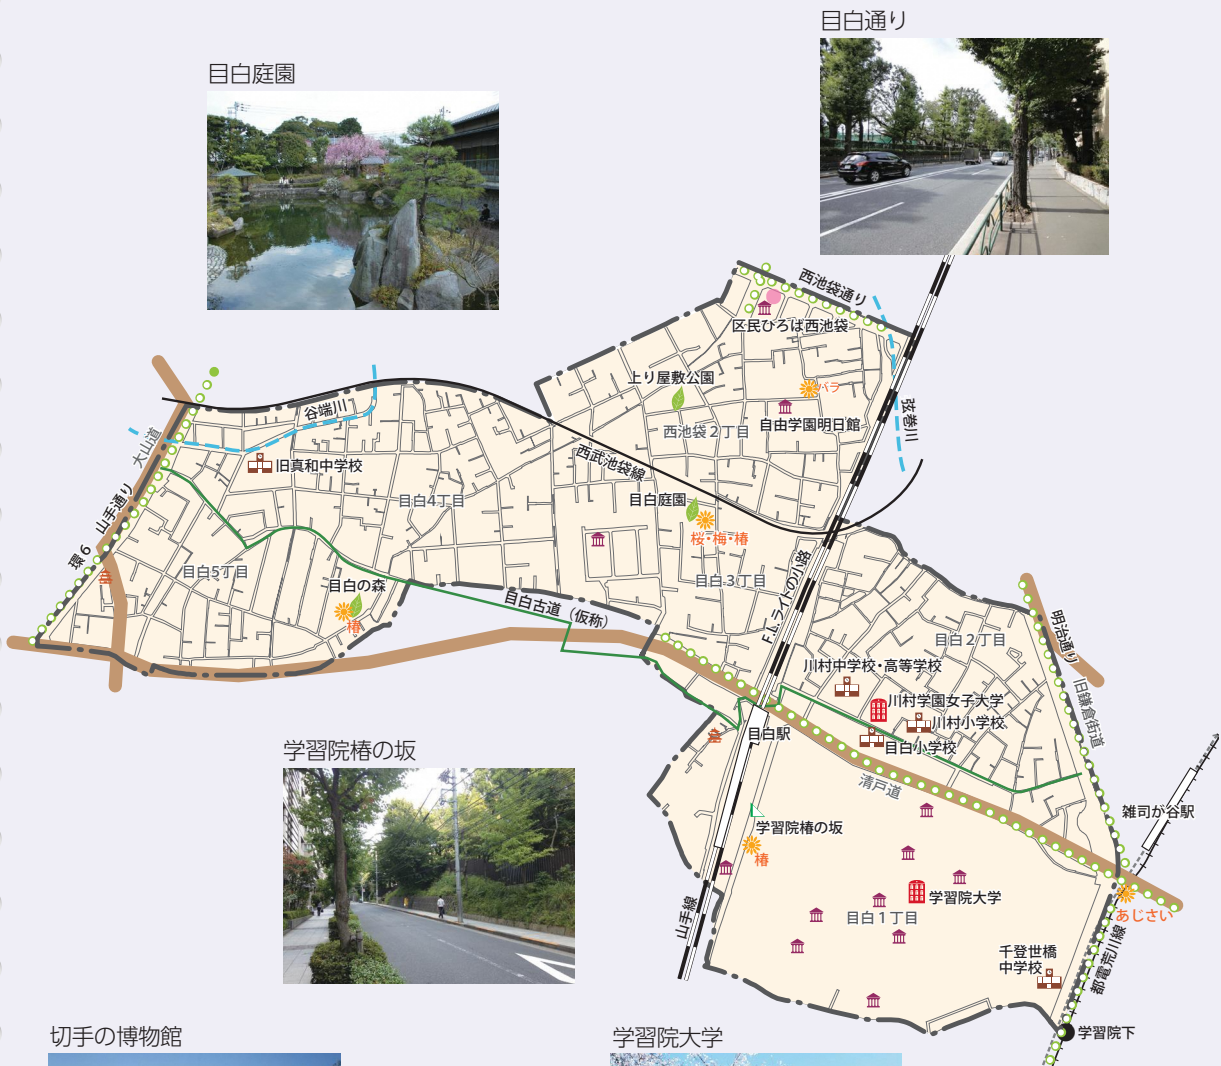 目白通り
目白庭園
西池袋通り
区民ひろば西池袋
上り屋敷公園
バラ
谷端川
弦巻川
自由学園明日館
西池袋2丁目
大山道
西武池袋線
旧真和中学校
山手通り
目白4丁目
目白庭園
桜・梅・椿
環6
目白5丁目
目白の森
椿
目白3丁目
F.L.ライトの小路
目白古道（仮称）
明治通り
目白2丁目
川村中学校・高等学校
旧鎌倉街道
川村学園女子大学
川村小学校
目白駅
目白小学校
学習院椿の坂
清戸道
雑司が谷駅
学習院椿の坂
椿
学習院大学
あじさい
目白1丁目
山手線
千登世橋
中学校
都電荒川線
切手の博物館
学習院大学
学習院下